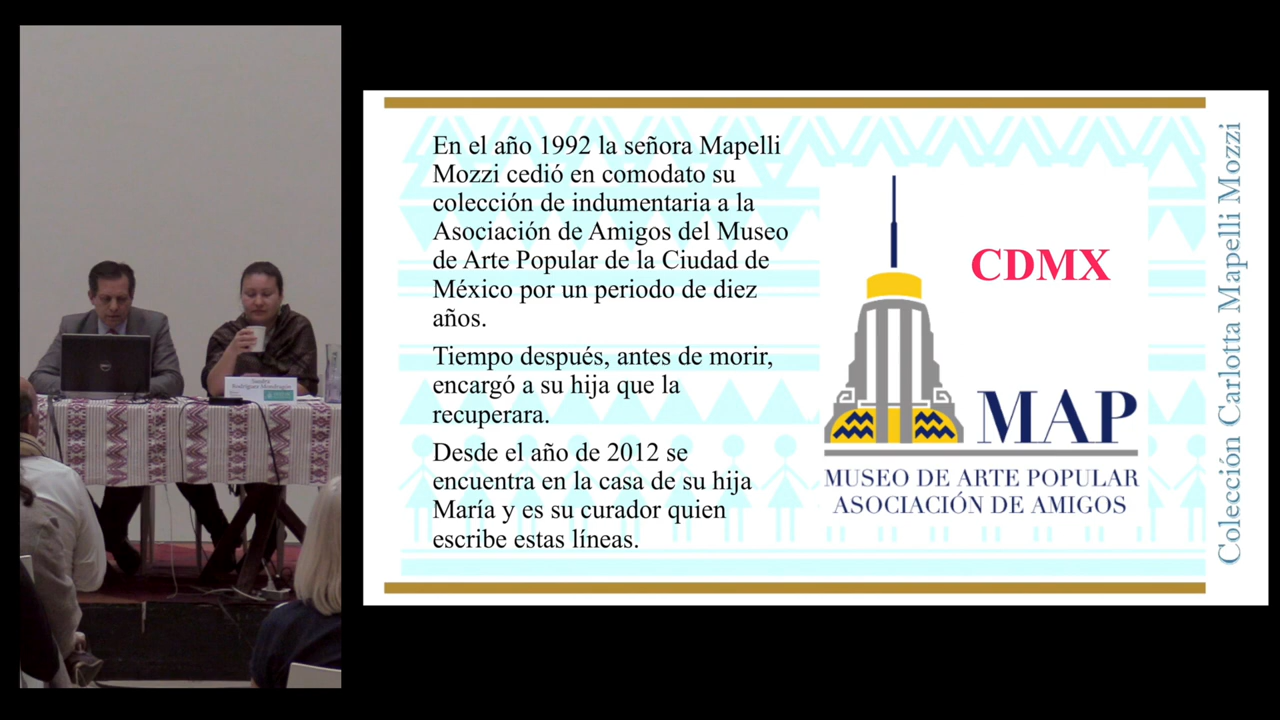 En el año 1992 la señora Mapelli
Mozzi cedió en comodato su
colección de indumentaria a la
Asociación de Amigos del Museo
de Arte Popular de la Ciudad de
México por un periodo de diez
años.
Tiempo después, antes de morir,
encargó a su hija que la
recuperara.
Desde el año de 2012 se
encuentra en la casa de su hija
María y es su curador quien
escribe estas líneas.
CDMX
MAP
MUSEO DE ARTE POPULAR
ASOCIACIÓN DE AMIGOS
Colección Carlotta Mapelli Mozzi
Sandra
Rodríguez Mondragón
DELL